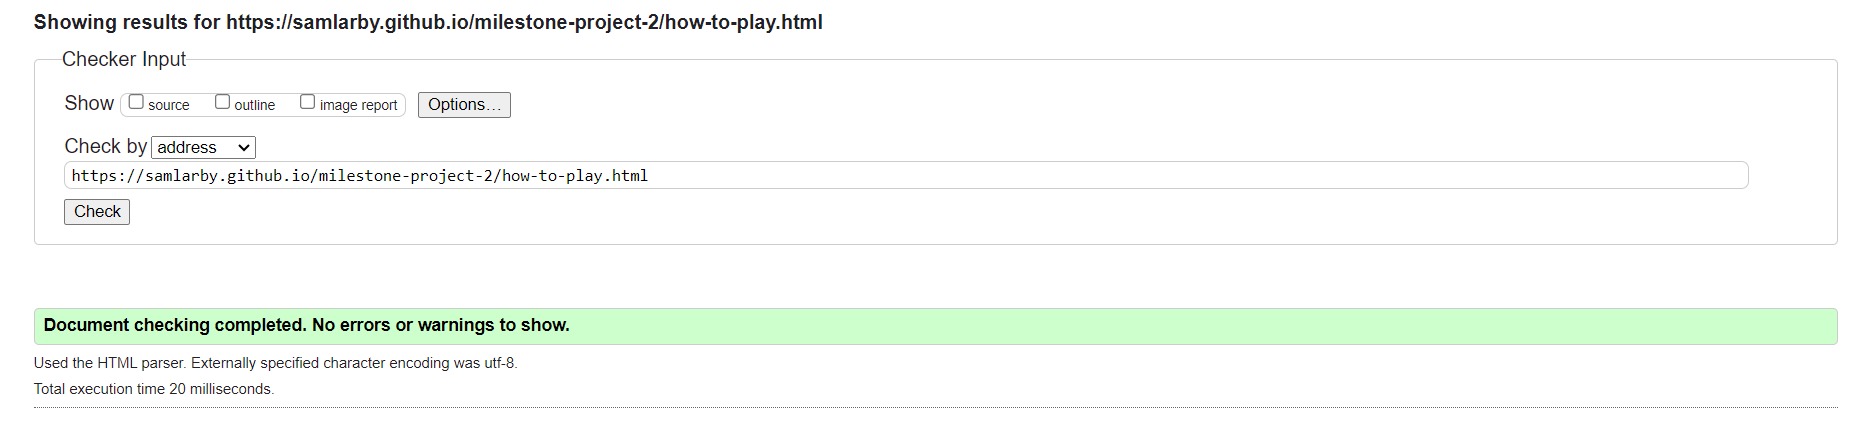 Showing results for https://samlarby.github.io/milestone-project-2/how-to-play.html
Checker Input
Show source outline image report Options...
Check by address
https://samlarby.github.io/milestone-project-2/how-to-play.html
Check
Document checking completed. No errors or warnings to show.
Used the HTML parser. Externally specified character encoding was utf-8.
Total execution time 20 milliseconds.